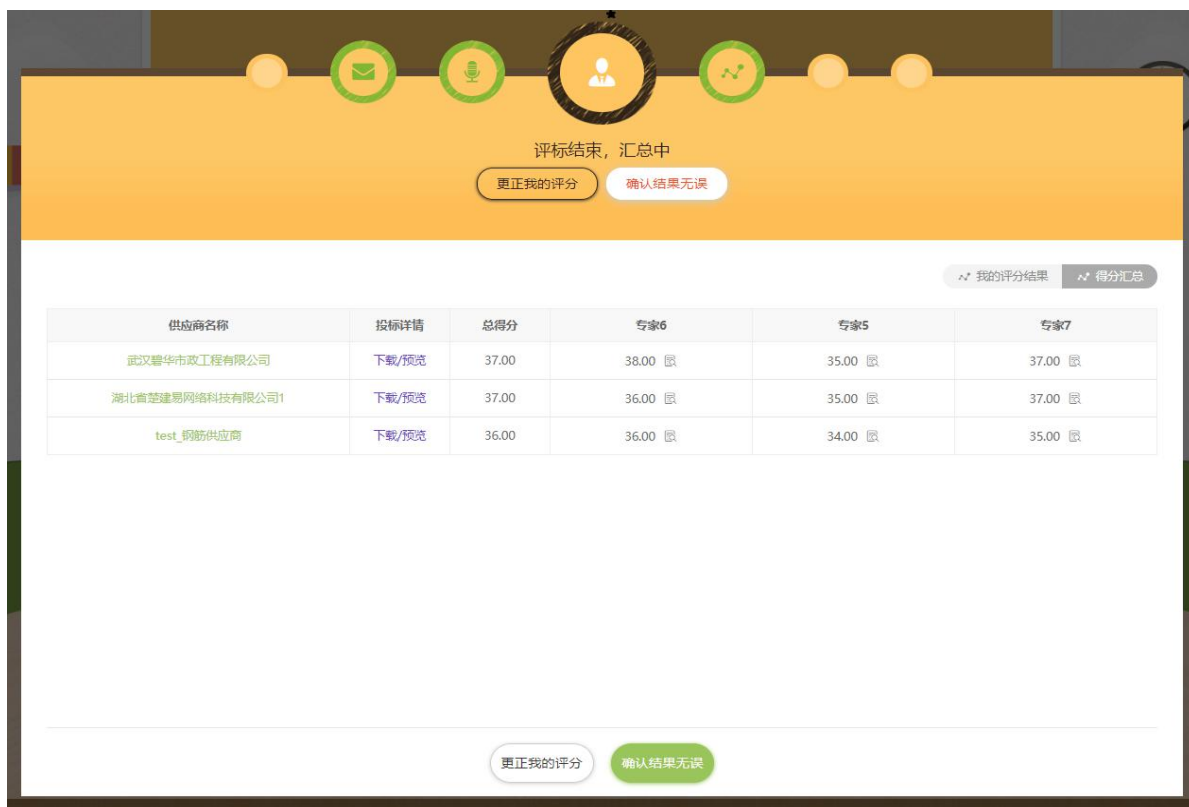 评标结束，汇总中
更正我的评分 确认结果无误
我的评分结果 得分汇总
供应商名称 投标详情 总得分 专家6 专家5 专家7
武汉碧华市政工程有限公司 下载/预览 37.00 38.00 35.00 37.00
湖北省楚建易网络科技有限公司1 下载/预览 37.00 36.00 35.00 37.00
test_钢筋供应商 下载/预览 36.00 36.00 34.00 35.00
更正我的评分 确认结果无误